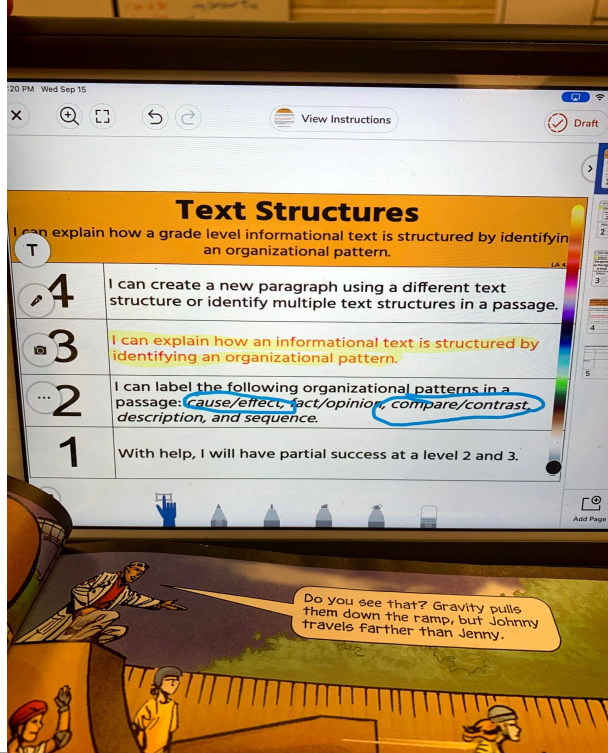 :20 PM Wed Sep 15
View Instructions
Draft
Text Structures
I can explain how a grade level informational text is structured by identifyin
an organizational pattern.
LA 4.
T
4
I can create a new paragraph using a different text
structure or identify multiple text structures in a passage.
3
I can explain how an informational text is structured by
identifying an organizational pattern.
2
I can label the following organizational patterns in a
passage: cause/effect, fact/opinion, compare/contrast,
description, and sequence.
1
With help, I will have partial success at a level 2 and 3.
2
3
4
5
Add Page
Do you see that? Gravity pulls
them down the ramp, but Johnny
travels farther than Jenny.